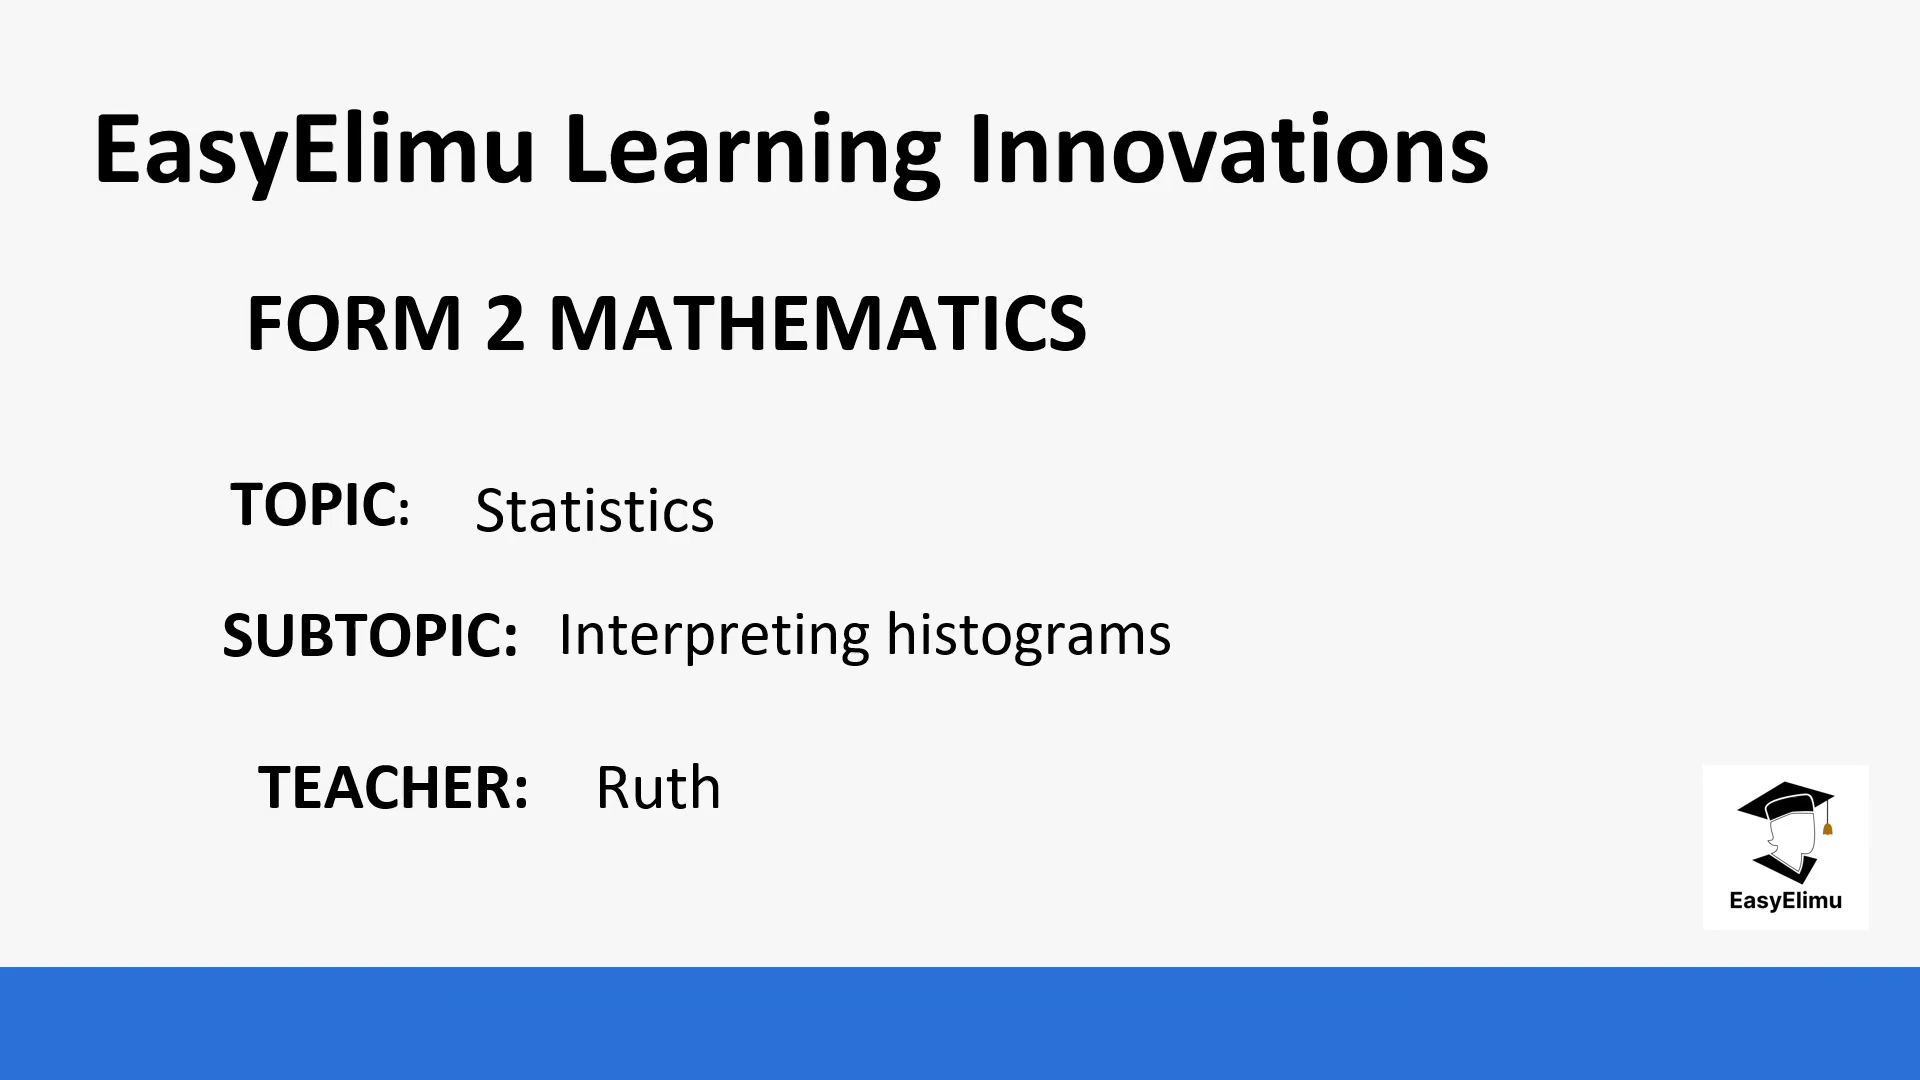 EasyElimu Learning Innovations
FORM 2 MATHEMATICS
TOPIC: Statistics
SUBTOPIC: Interpreting histograms
TEACHER: Ruth
EasyElimu